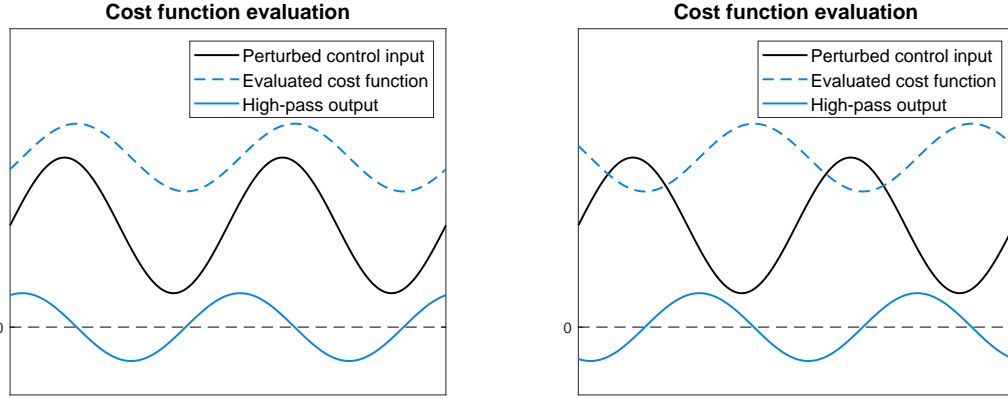 Cost function evaluation
Perturbed control input
Evaluated cost function
High-pass output
0
Cost function evaluation
Perturbed control input
Evaluated cost function
High-pass output
0